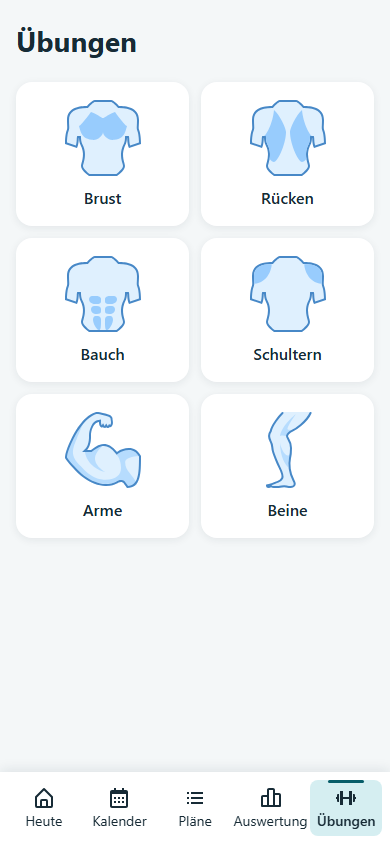 Übungen
Brust
Rücken
Bauch
Schultern
Arme
Beine
Heute
Kalender
Pläne
Auswertung
Übungen